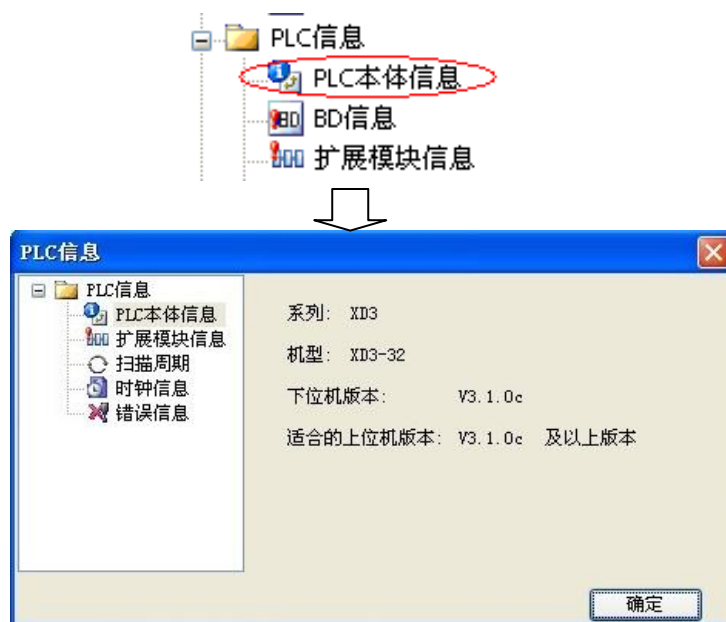 PLC信息
PLC本体信息
BD
BD信息
扩展模块信息
PLC信息
PLC信息
PLC本体信息
扩展模块信息
扫描周期
时钟信息
错误信息
系列: XD3
机型: XD3-32
下位机版本: V3.1.0c
适合的上位机版本: V3.1.0c 及以上版本
确定